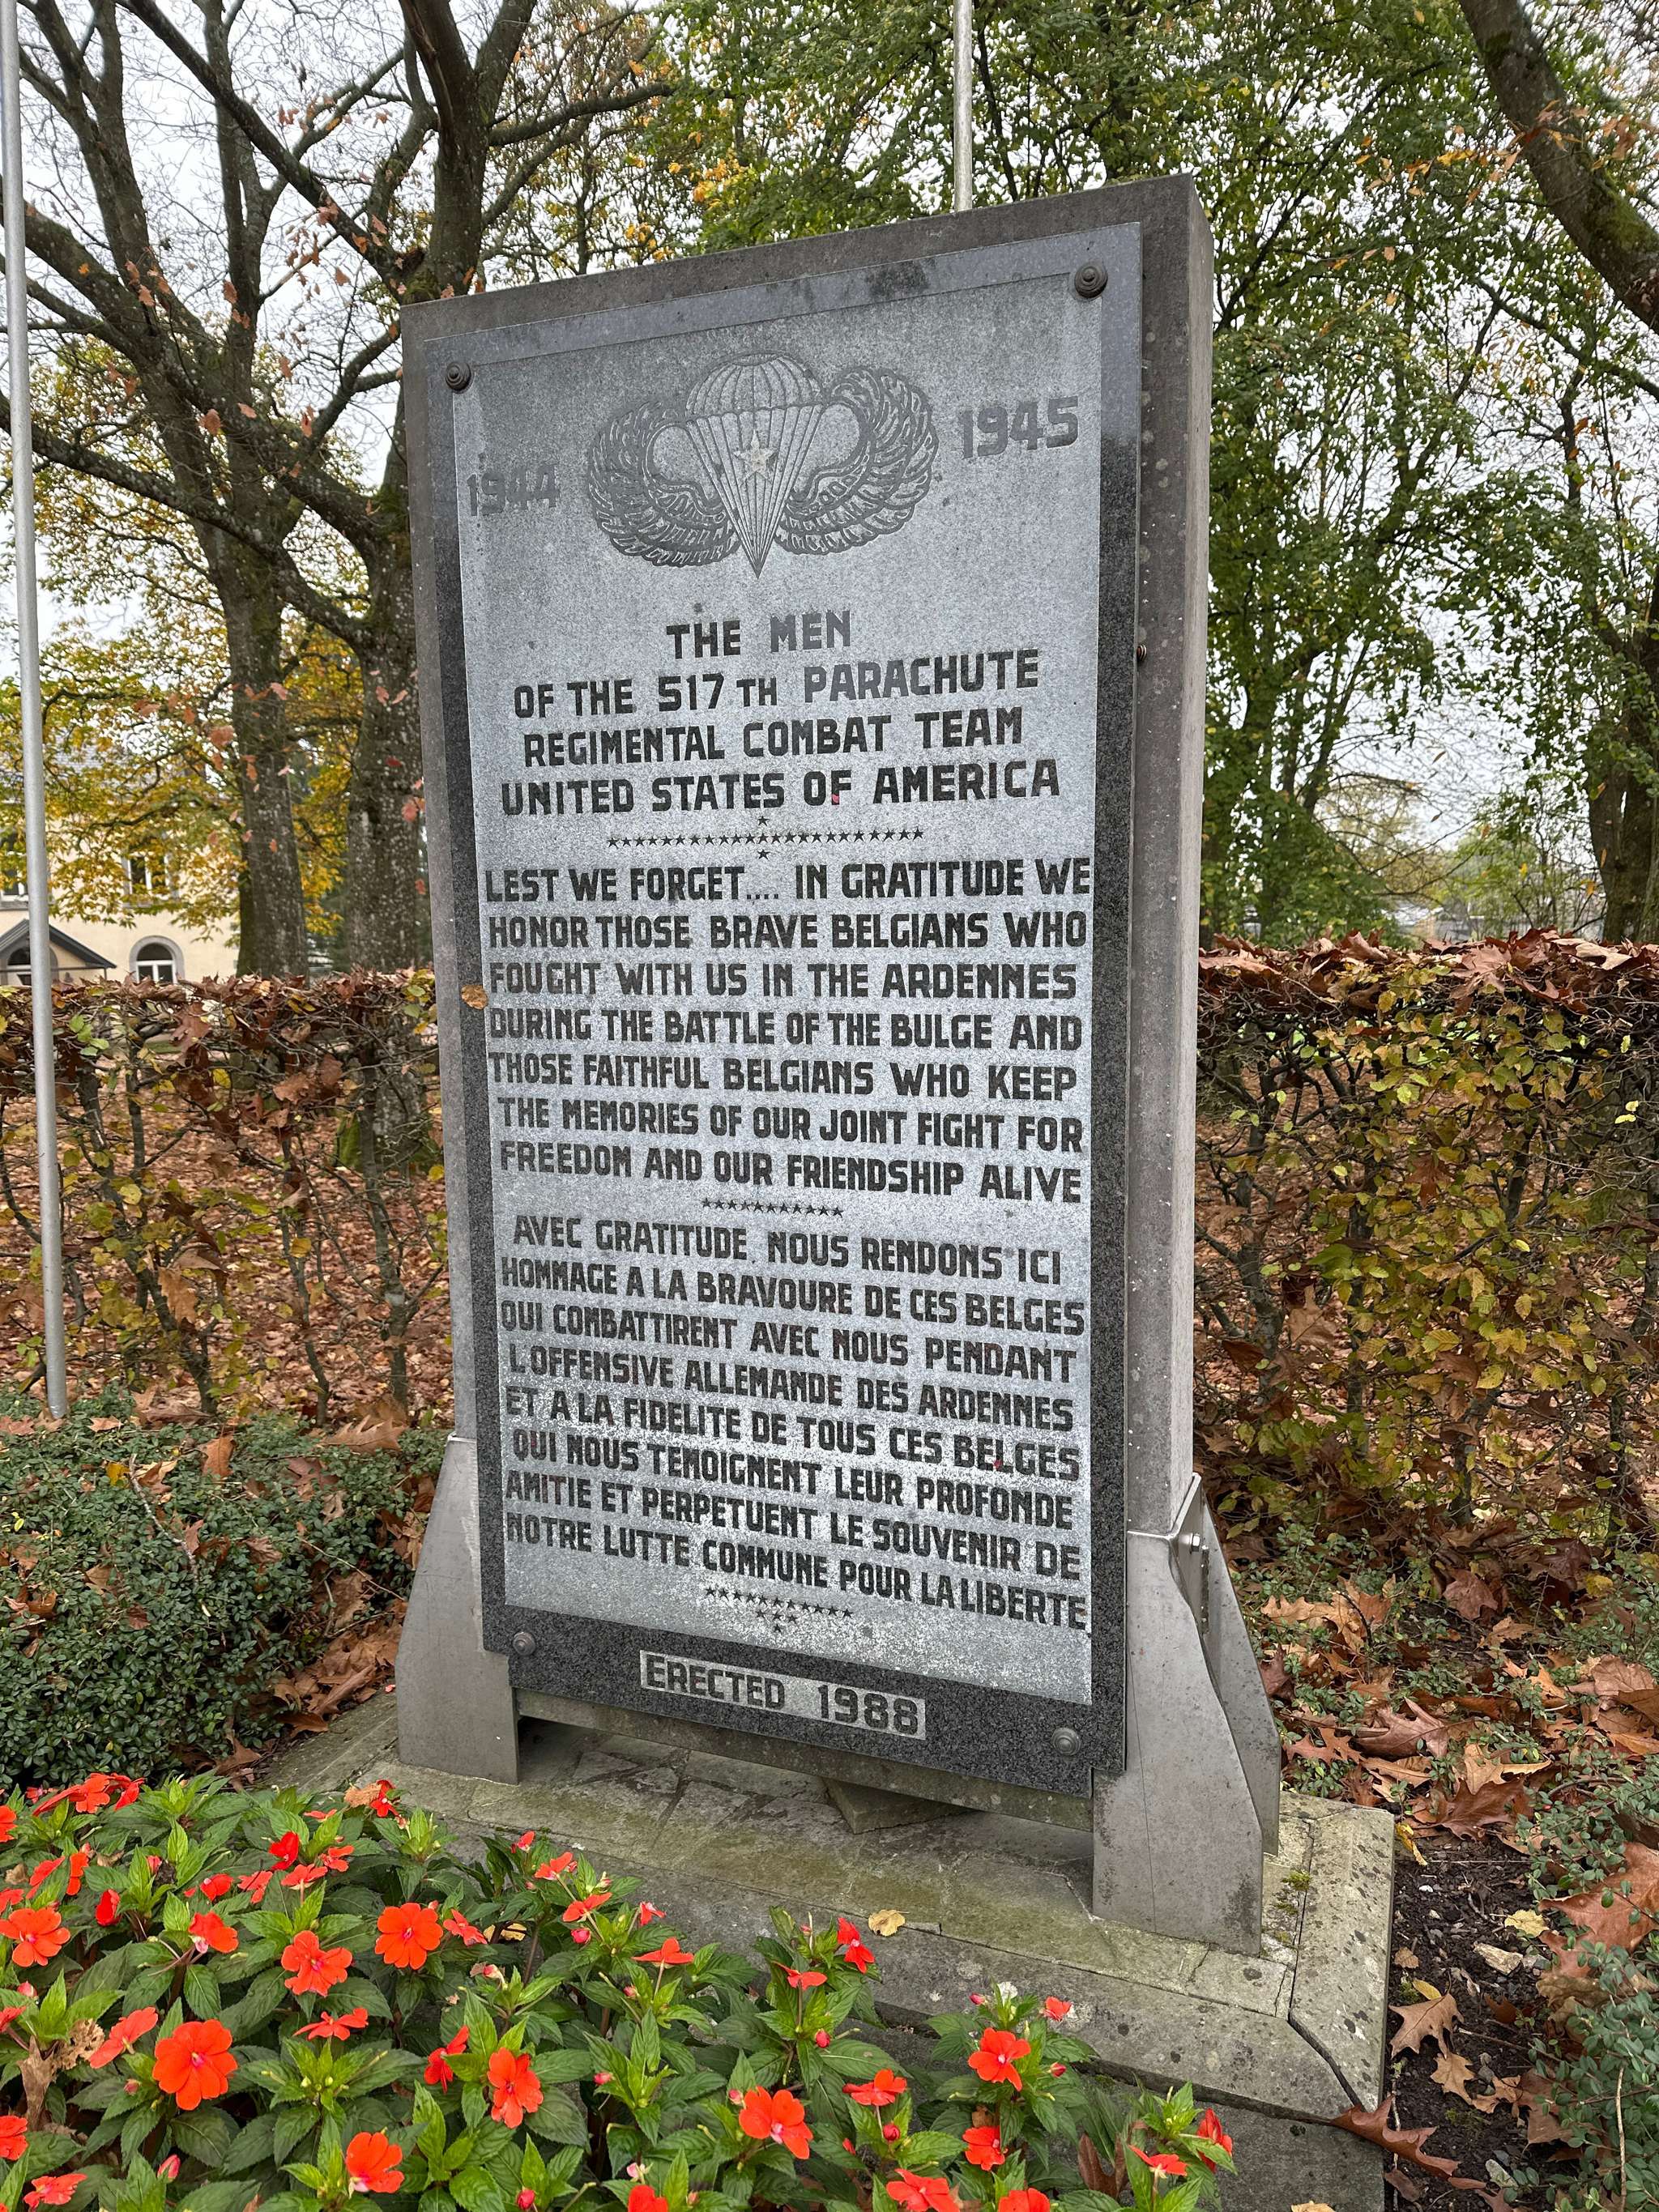 1944
1945
THE MEN
OF THE 517TH PARACHUTE
REGIMENTAL COMBAT TEAM
UNITED STATES OF AMERICA
LEST WE FORGET.... IN GRATITUDE WE
HONOR THOSE BRAVE BELGIANS WHO
FOUGHT WITH US IN THE ARDENNES
DURING THE BATTLE OF THE BULGE AND
THOSE FAITHFUL BELGIANS WHO KEEP
THE MEMORIES OF OUR JOINT FIGHT FOR
FREEDOM AND OUR FRIENDSHIP ALIVE
AVEC GRATITUDE NOUS RENDONS ICI
HOMMAGE A LA BRAVOURE DE CES BELGES
QUI COMBATTIRENT AVEC NOUS PENDANT
L'OFFENSIVE ALLEMANDE DES ARDENNES
ET A LA FIDELITE DE TOUS CES BELGES
QUI NOUS TEMOIGNENT LEUR PROFONDE
AMITIE ET PERPETUENT LE SOUVENIR DE
NOTRE LUTTE COMMUNE POUR LA LIBERTE
ERECTED 1988